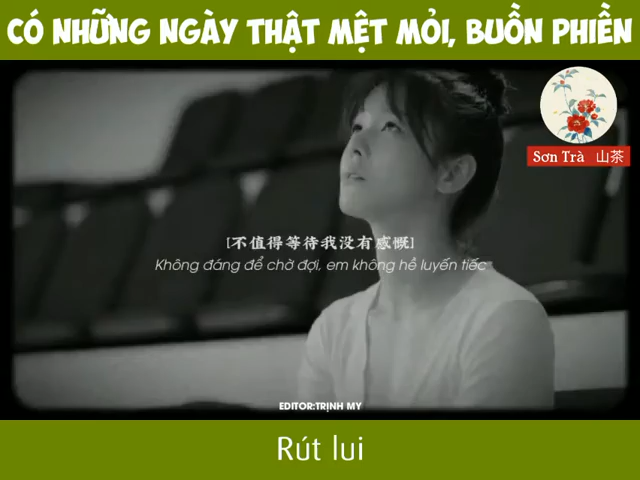 CÓ NHỮNG NGÀY THẬT MỆT MỎI, BUỒN PHIỀN
Sơn Trà 山茶
[不值得等待我没有感慨]
Không đáng để chờ đợi, em không hề luyến tiếc
EDITOR:TRỊNH MY
Rút lui